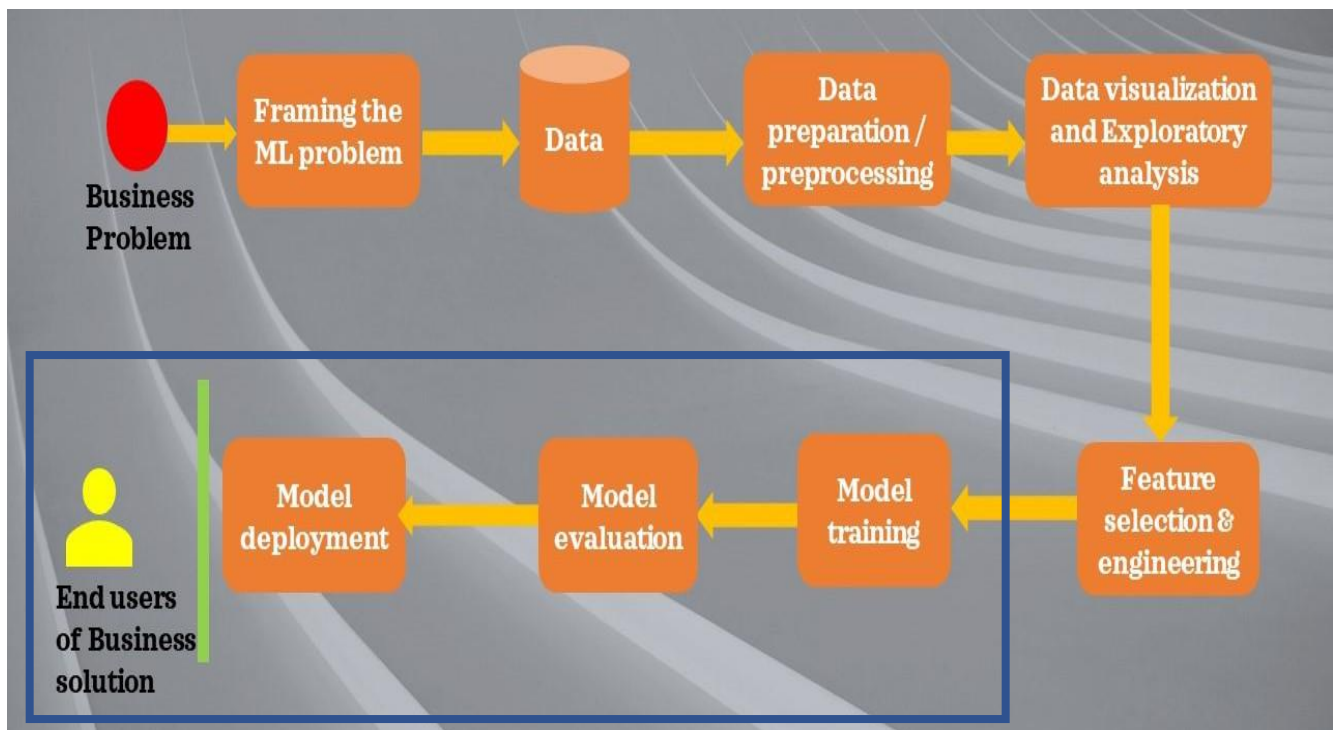 Business
Problem
Framing the
ML problem
Data
Data
preparation /
preprocessing
Data visualization
and Exploratory
analysis
Feature
selection &
engineering
Model
training
Model
evaluation
Model
deployment
End users
of Business
solution